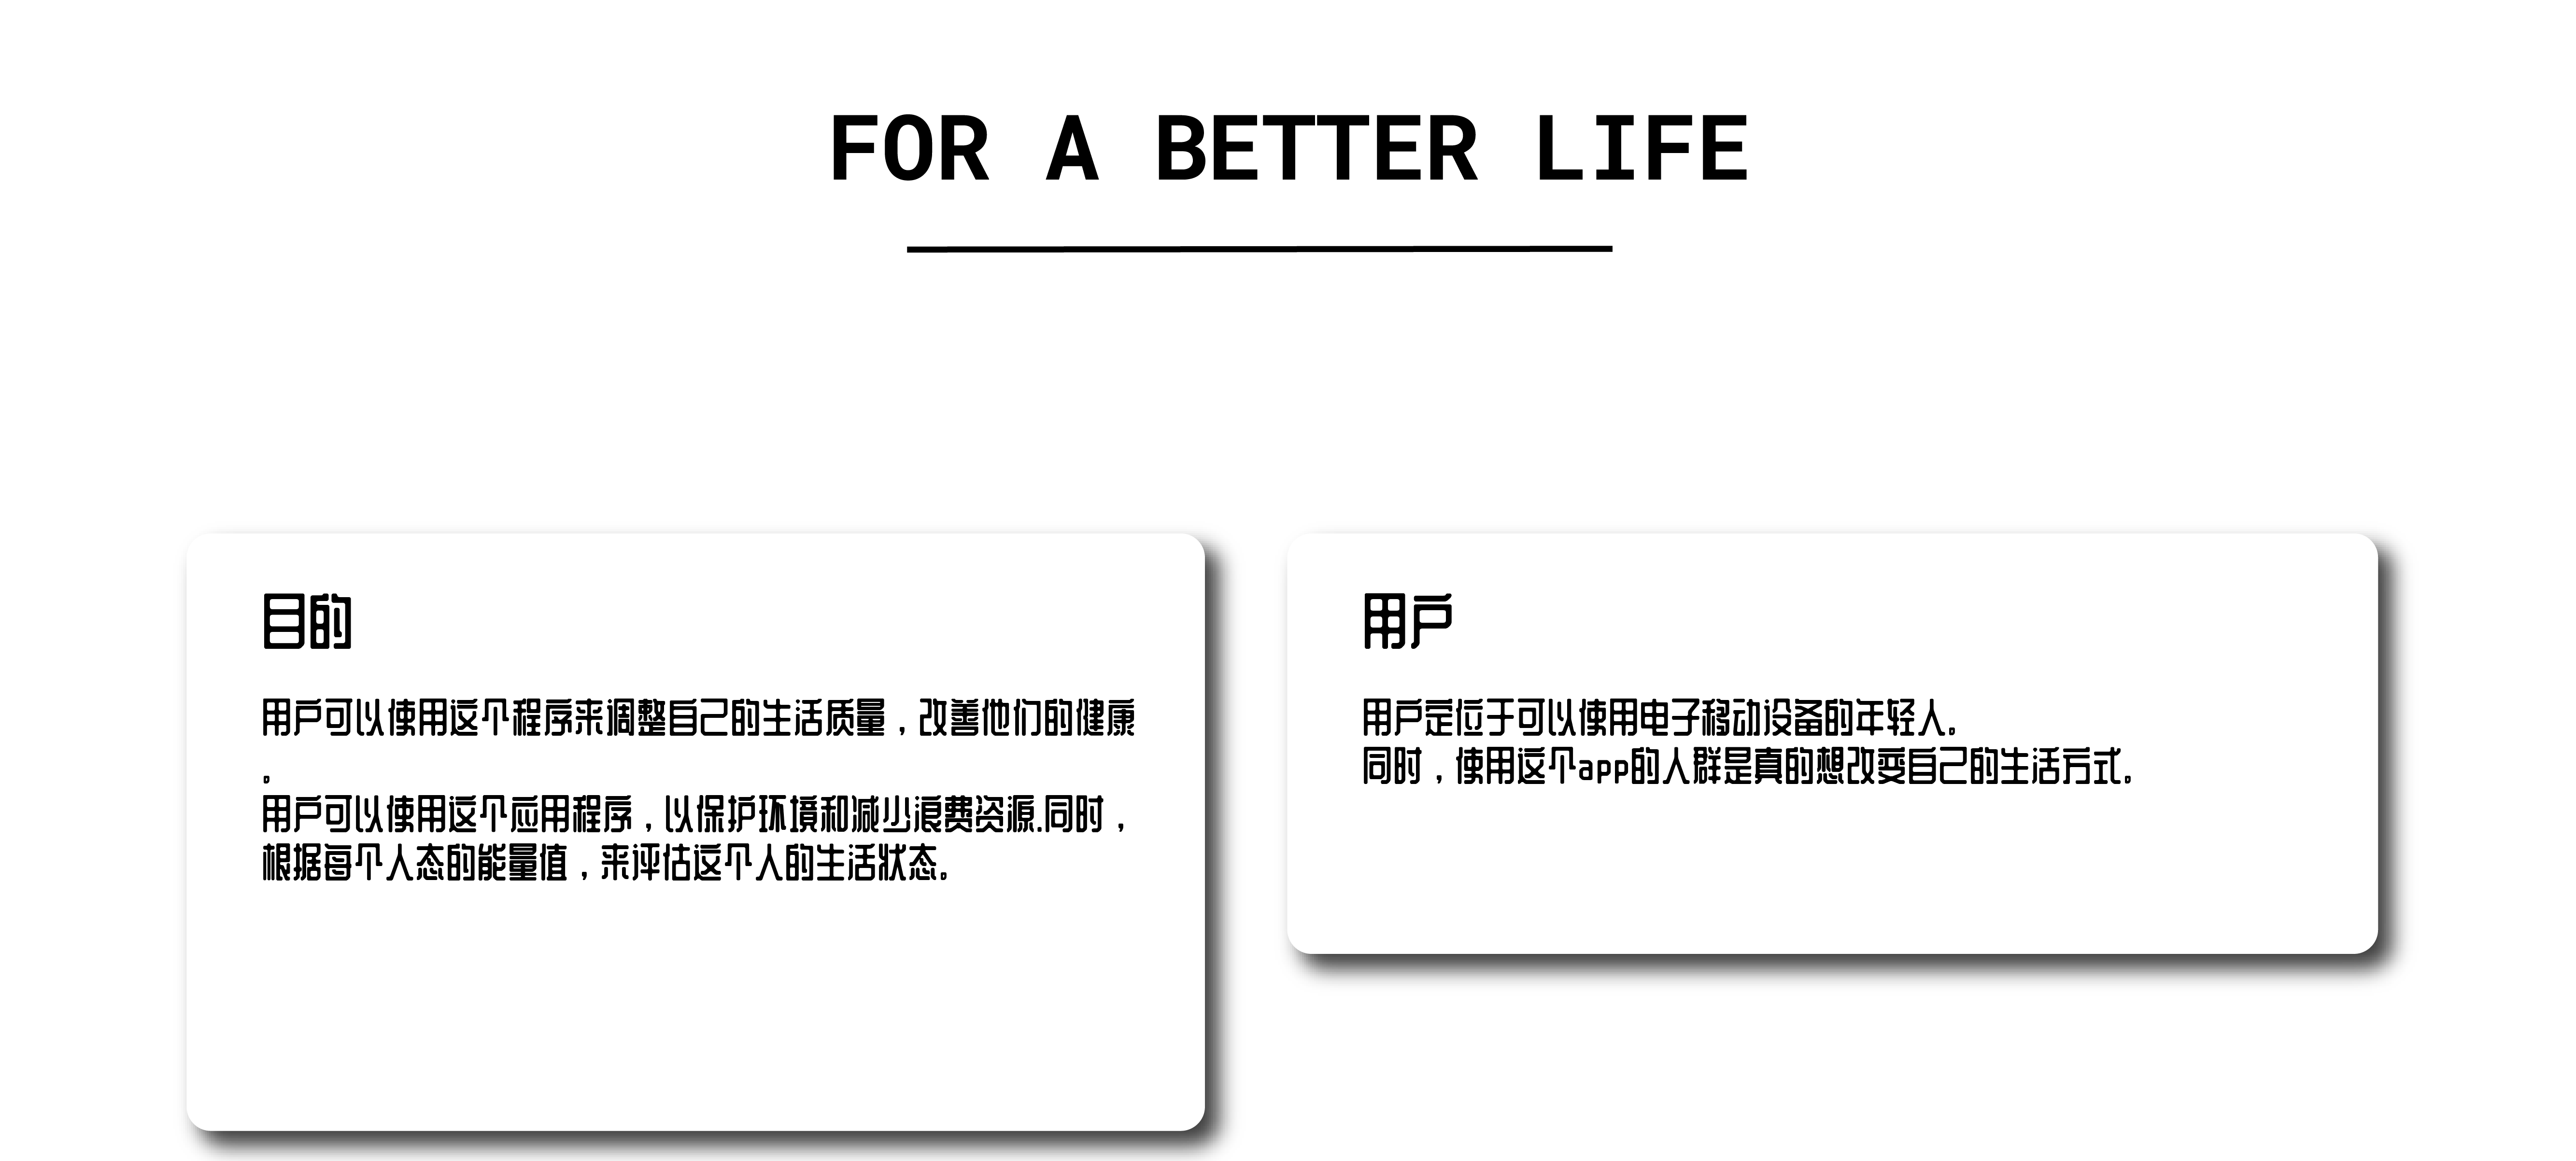 FOR A BETTER LIFE
目的
用户可以使用这个程序来调整自己的生活质量，改善他们的健康
。
用户可以使用这个应用程序，以保护环境和减少浪费资源.同时，
根据每个人态的能量值，来评估这个人的生活状态。
用户
用户定位于可以使用电子移动设备的年轻人。
同时，使用这个app的人群是真的想改变自己的生活方式。